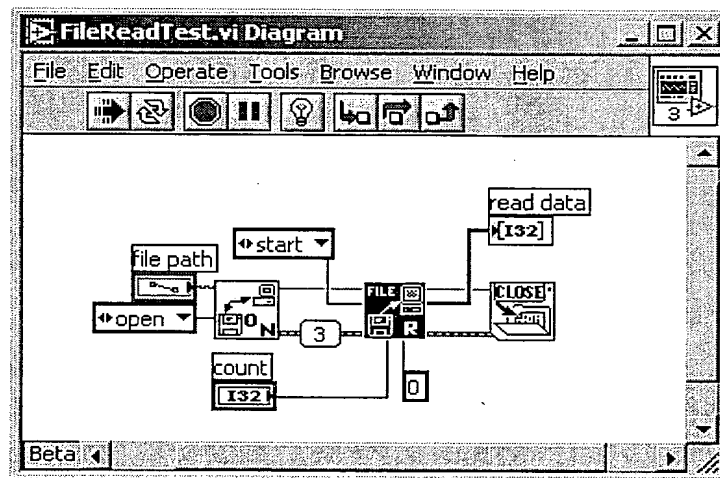 FileReadTest.vi Diagram
File Edit Operate Tools Browse Window Help
3
read data
[I32]
start
file path
open
O N
3
FILE
R
CLOSE
count
I32
0
Beta